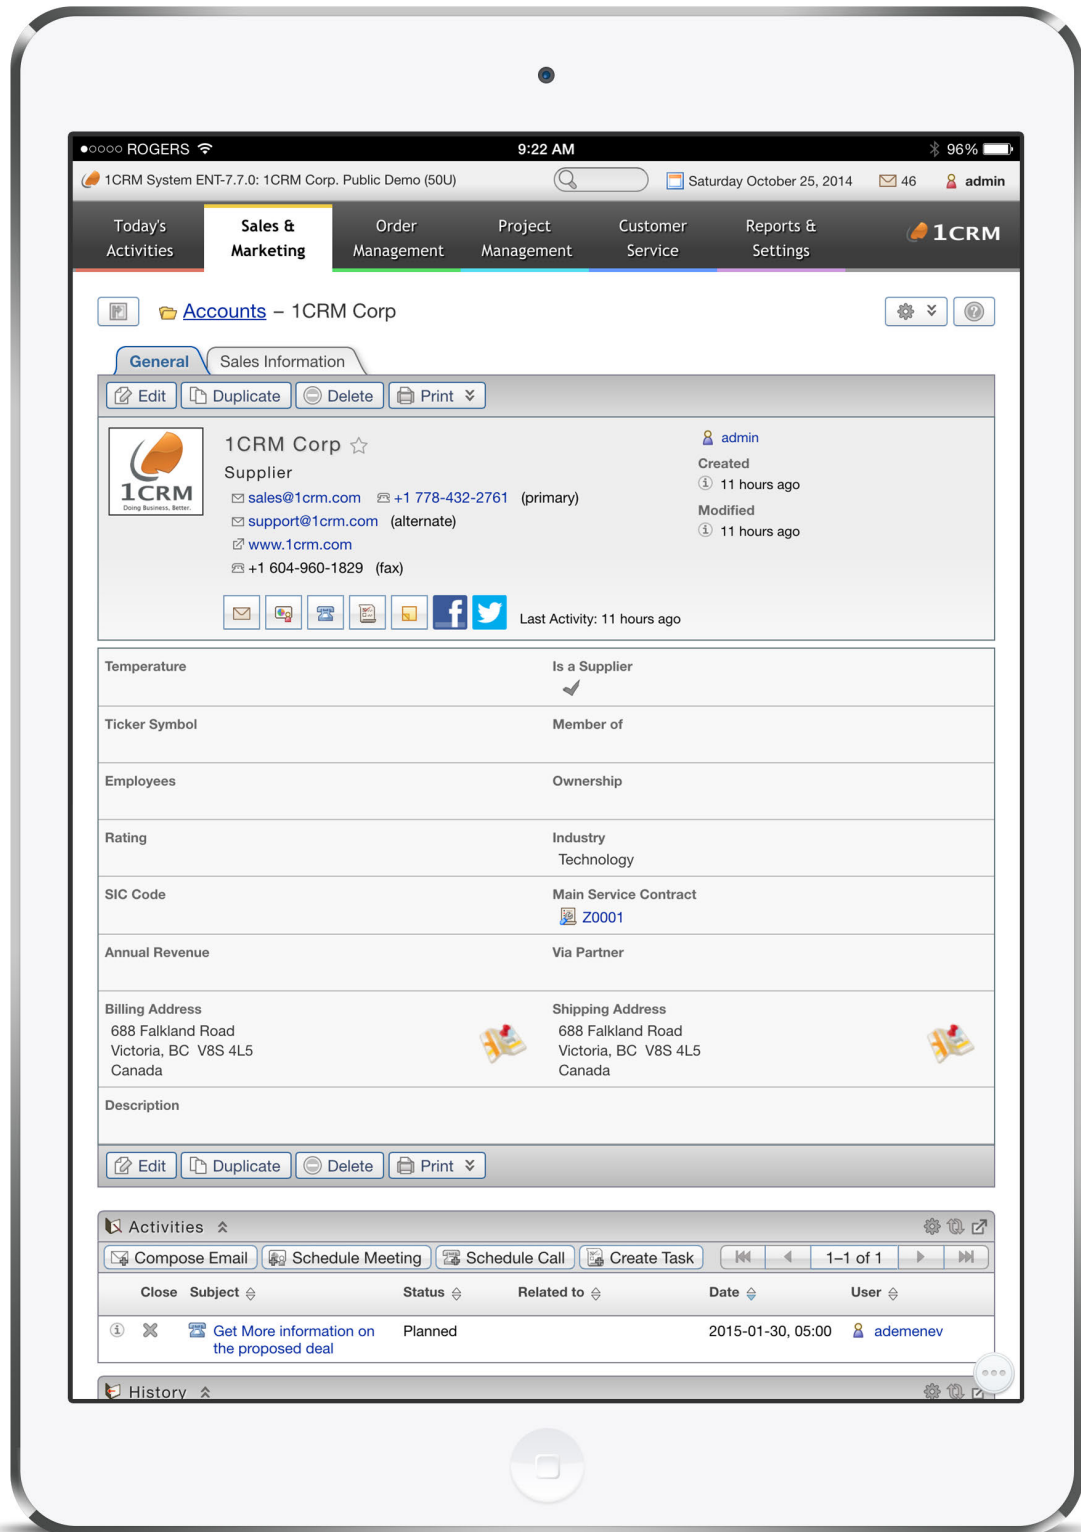 ROGERS 9:22 AM 96%
1CRM System ENT-7.7.0: 1CRM Corp. Public Demo (50U) Saturday October 25, 2014 46 admin
Today's Activities Sales & Marketing Order Management Project Management Customer Service Reports & Settings 1CRM
Accounts – 1CRM Corp
General Sales Information
Edit Duplicate Delete Print
1CRM
Doing Business. Better.
1CRM Corp
Supplier
sales@1crm.com +1 778-432-2761 (primary)
support@1crm.com (alternate)
www.1crm.com
+1 604-960-1829 (fax)
Last Activity: 11 hours ago
admin
Created
11 hours ago
Modified
11 hours ago
Temperature Is a Supplier
Ticker Symbol Member of
Employees Ownership
Rating Industry
Technology
SIC Code Main Service Contract
Z0001
Annual Revenue Via Partner
Billing Address
688 Falkland Road
Victoria, BC V8S 4L5
Canada
Shipping Address
688 Falkland Road
Victoria, BC V8S 4L5
Canada
Description
Edit Duplicate Delete Print
Activities
Compose Email Schedule Meeting Schedule Call Create Task 1–1 of 1
Close Subject Status Related to Date User
Get More information on the proposed deal Planned 2015-01-30, 05:00 ademenev
History